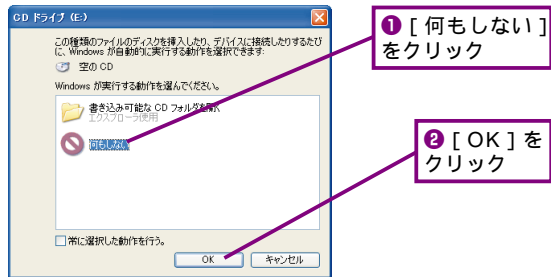 CD ドライブ (E:)
この種類のファイルのディスクを挿入したり、デバイスに接続したりするたび
に、Windows が自動的に実行する動作を選択できます:
空の CD
Windows が実行する動作を選んでください。
書き込み可能な CD フォルダを開く
エクスプローラ使用
何もしない
常に選択した動作を行う。
OK
キャンセル
❶[何もしない]
をクリック
❷[OK]を
クリック